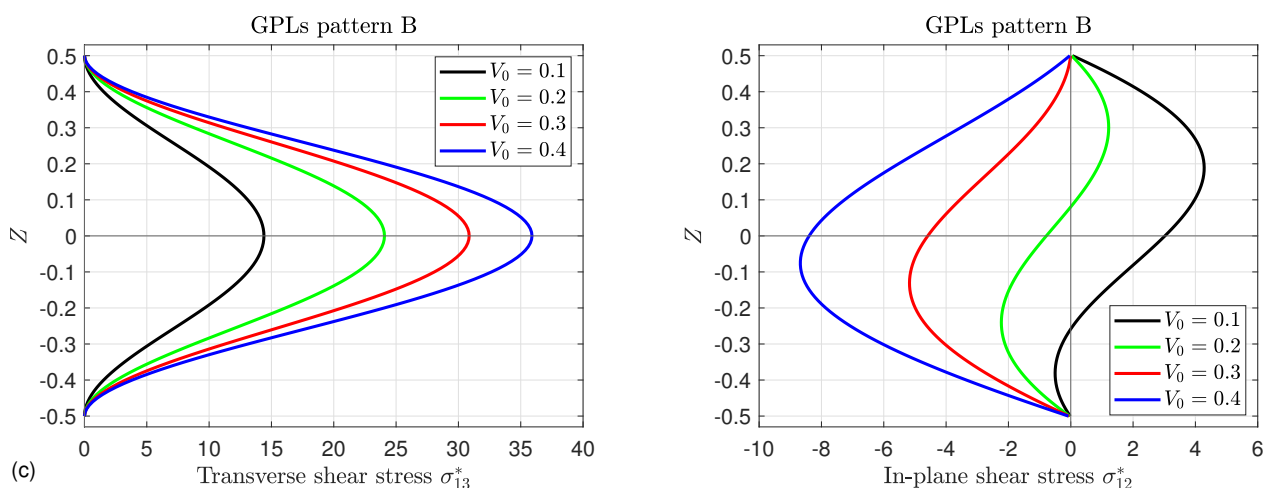 GPLs pattern B
0.5
0.4
0.3
0.2
0.1
0
-0.1
-0.2
-0.3
-0.4
-0.5
Z
V₀ = 0.1
V₀ = 0.2
V₀ = 0.3
V₀ = 0.4
0 5 10 15 20 25 30 35 40
Transverse shear stress σ*₁₃
(c)
GPLs pattern B
0.5
0.4
0.3
0.2
0.1
0
-0.1
-0.2
-0.3
-0.4
-0.5
Z
V₀ = 0.1
V₀ = 0.2
V₀ = 0.3
V₀ = 0.4
-10 -8 -6 -4 -2 0 2 4 6
In-plane shear stress σ*₁₂